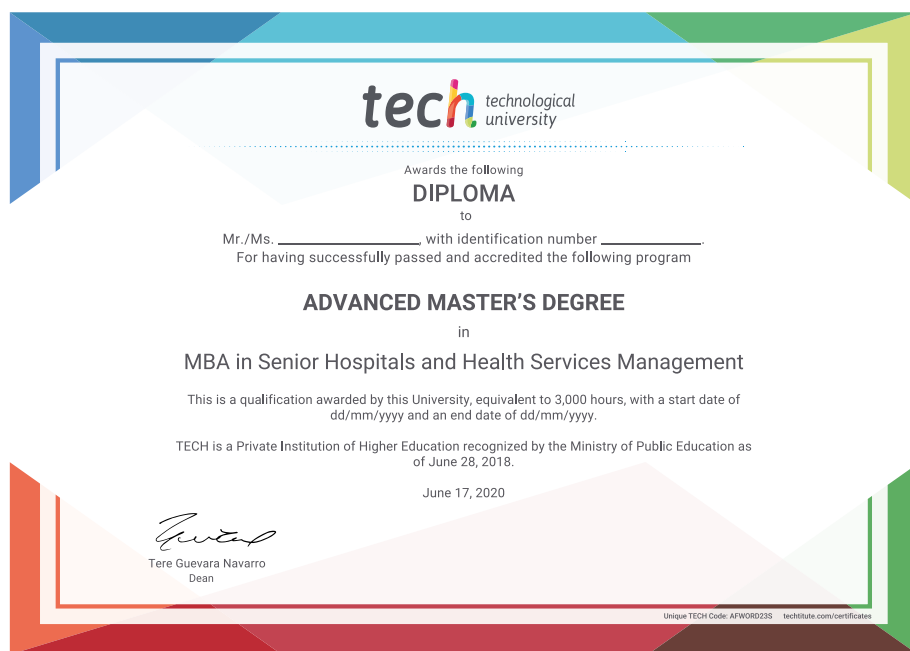 tech technological
university
Awards the following
DIPLOMA
to
Mr./Ms. ____________________, with identification number ______________.
For having successfully passed and accredited the following program
ADVANCED MASTER'S DEGREE
in
MBA in Senior Hospitals and Health Services Management
This is a qualification awarded by this University, equivalent to 3,000 hours, with a start date of
dd/mm/yyyy and an end date of dd/mm/yyyy.
TECH is a Private Institution of Higher Education recognized by the Ministry of Public Education as
of June 28, 2018.
June 17, 2020
Tere Guevara Navarro
Dean
Unique TECH Code: AFWORD23S techtitute.com/certificates